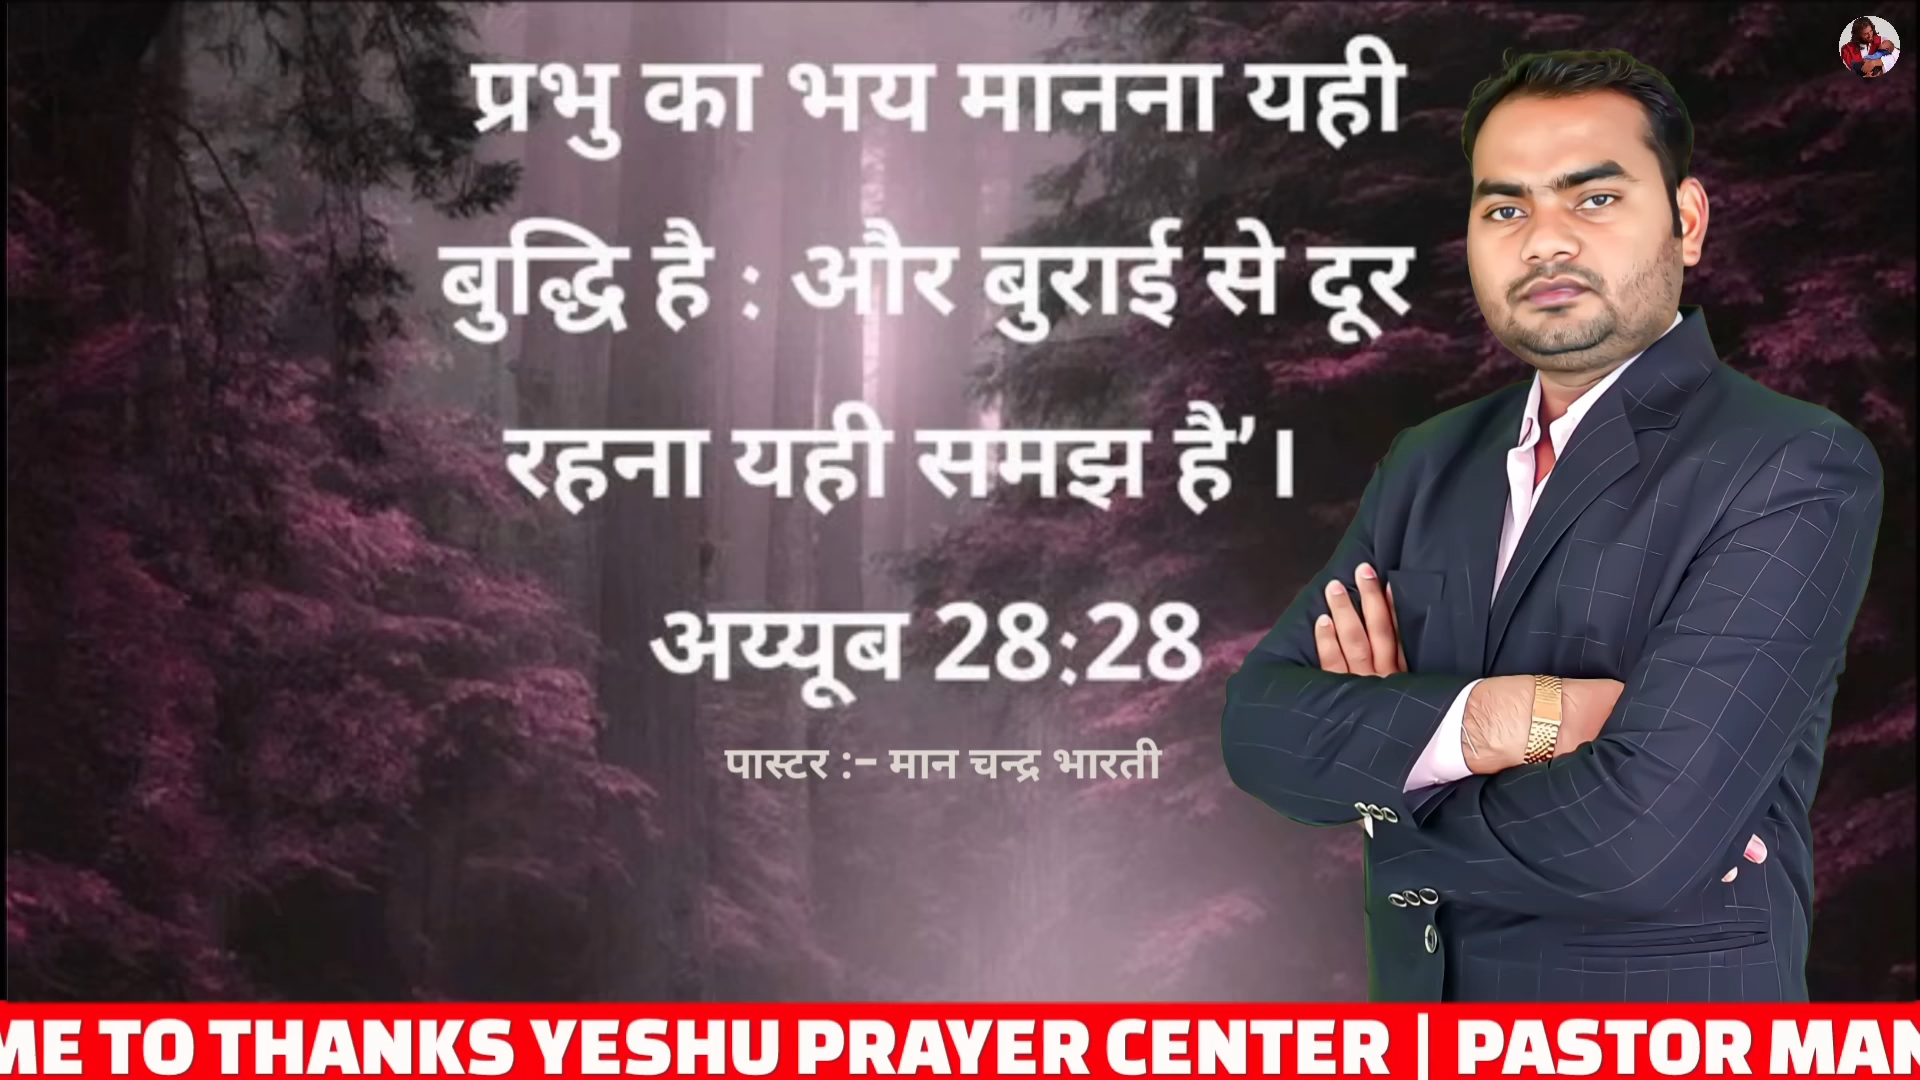 प्रभु का भय मानना यही
बुद्धि है : और बुराई से दूर
रहना यही समझ है’।
अय्यूब 28:28
पास्टर :– मान चन्द्र भारती
ME TO THANKS YESHU PRAYER CENTER | PASTOR MAN